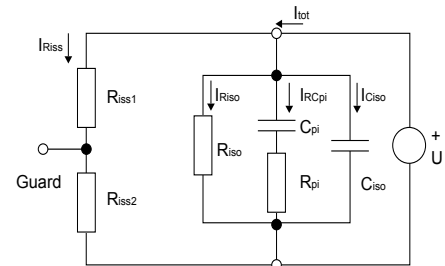 Itot
IRiss
Riss1
IRiso
IRCpi
ICiso
Cpi
Riso
+
U
Guard
Riss2
Rpi
Ciso